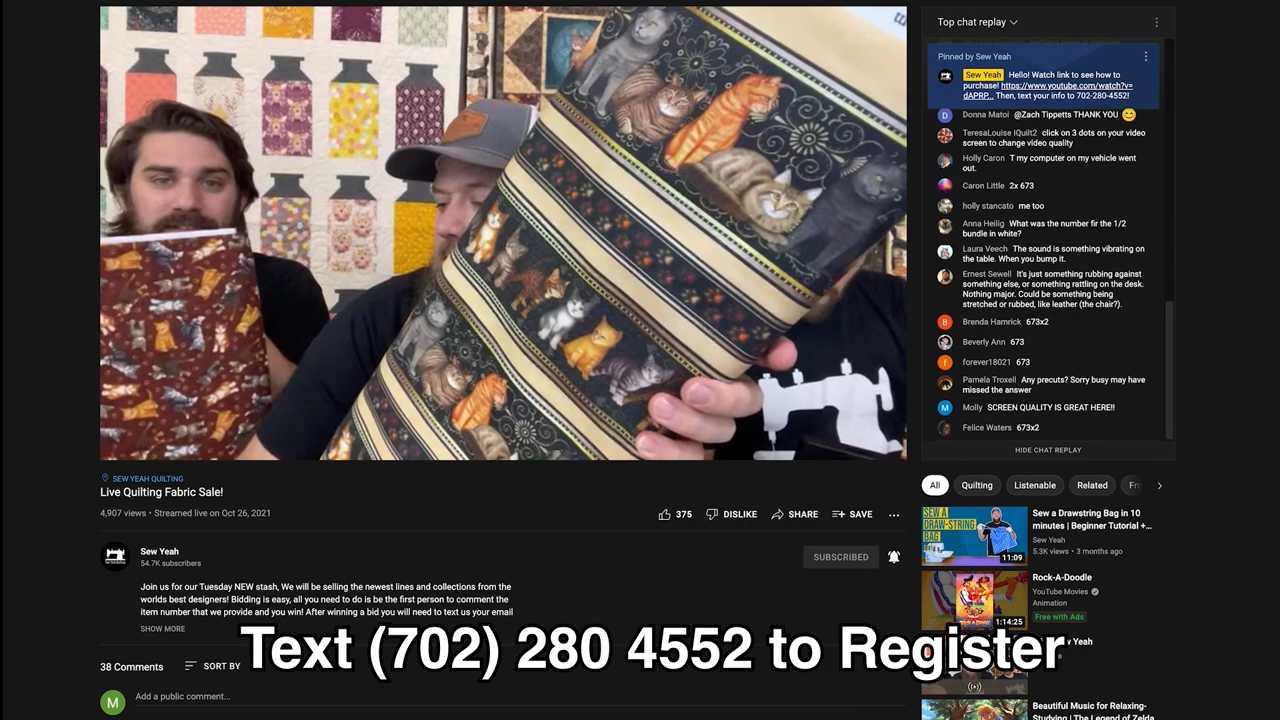 Top chat replay
Pinned by Sew Yeah
Sew Yeah Hello! Watch link to see how to
purchase! https://www.youtube.com/watch?v=
dAPRP... Then, text your info to 702-280-4552!
Donna Matoi @Zach Tippetts THANK YOU 😊
TeresaLouise IQuilt2 click on 3 dots on your video
screen to change video quality
Holly Caron T my computer on my vehicle went
out.
Caron Little 2x 673
holly stancato me too
Anna Heilig What was the number fir the 1/2
bundle in white?
Laura Veech The sound is something vibrating on
the table. When you bump it.
Ernest Sewell It's just something rubbing against
something else, or something rattling on the desk.
Nothing major. Could be something being
stretched or rubbed, like leather (the chair?).
Brenda Hamrick 673x2
Beverly Ann 673
forever18021 673
Pamela Troxell Any precuts? Sorry busy may have
missed the answer
Molly SCREEN QUALITY IS GREAT HERE!!
Felice Waters 673x2
HIDE CHAT REPLAY
SEW YEAH QUILTING
Live Quilting Fabric Sale!
4,907 views • Streamed live on Oct 26, 2021
375 DISLIKE SHARE SAVE
Sew Yeah
54.7K subscribers
SUBSCRIBED
Join us for our Tuesday NEW stash, We will be selling the newest lines and collections from the
worlds best designers! Bidding is easy, all you need to do is be the first person to comment the
item number that we provide and you win! After winning a bid you will need to text us your email
SHOW MORE
38 Comments SORT BY
Add a public comment...
M
All Quilting Listenable Related Fro
SEW A
DRAW-STRING
BAG
11:09
Sew a Drawstring Bag in 10
minutes | Beginner Tutorial +...
Sew Yeah
5.3K views • 3 months ago
1:14:25
Rock-A-Doodle
YouTube Movies
Animation
Free with Ads
Yeah
Beautiful Music for Relaxing-
Studying | The Legend of Zelda
Text (702) 280 4552 to Register